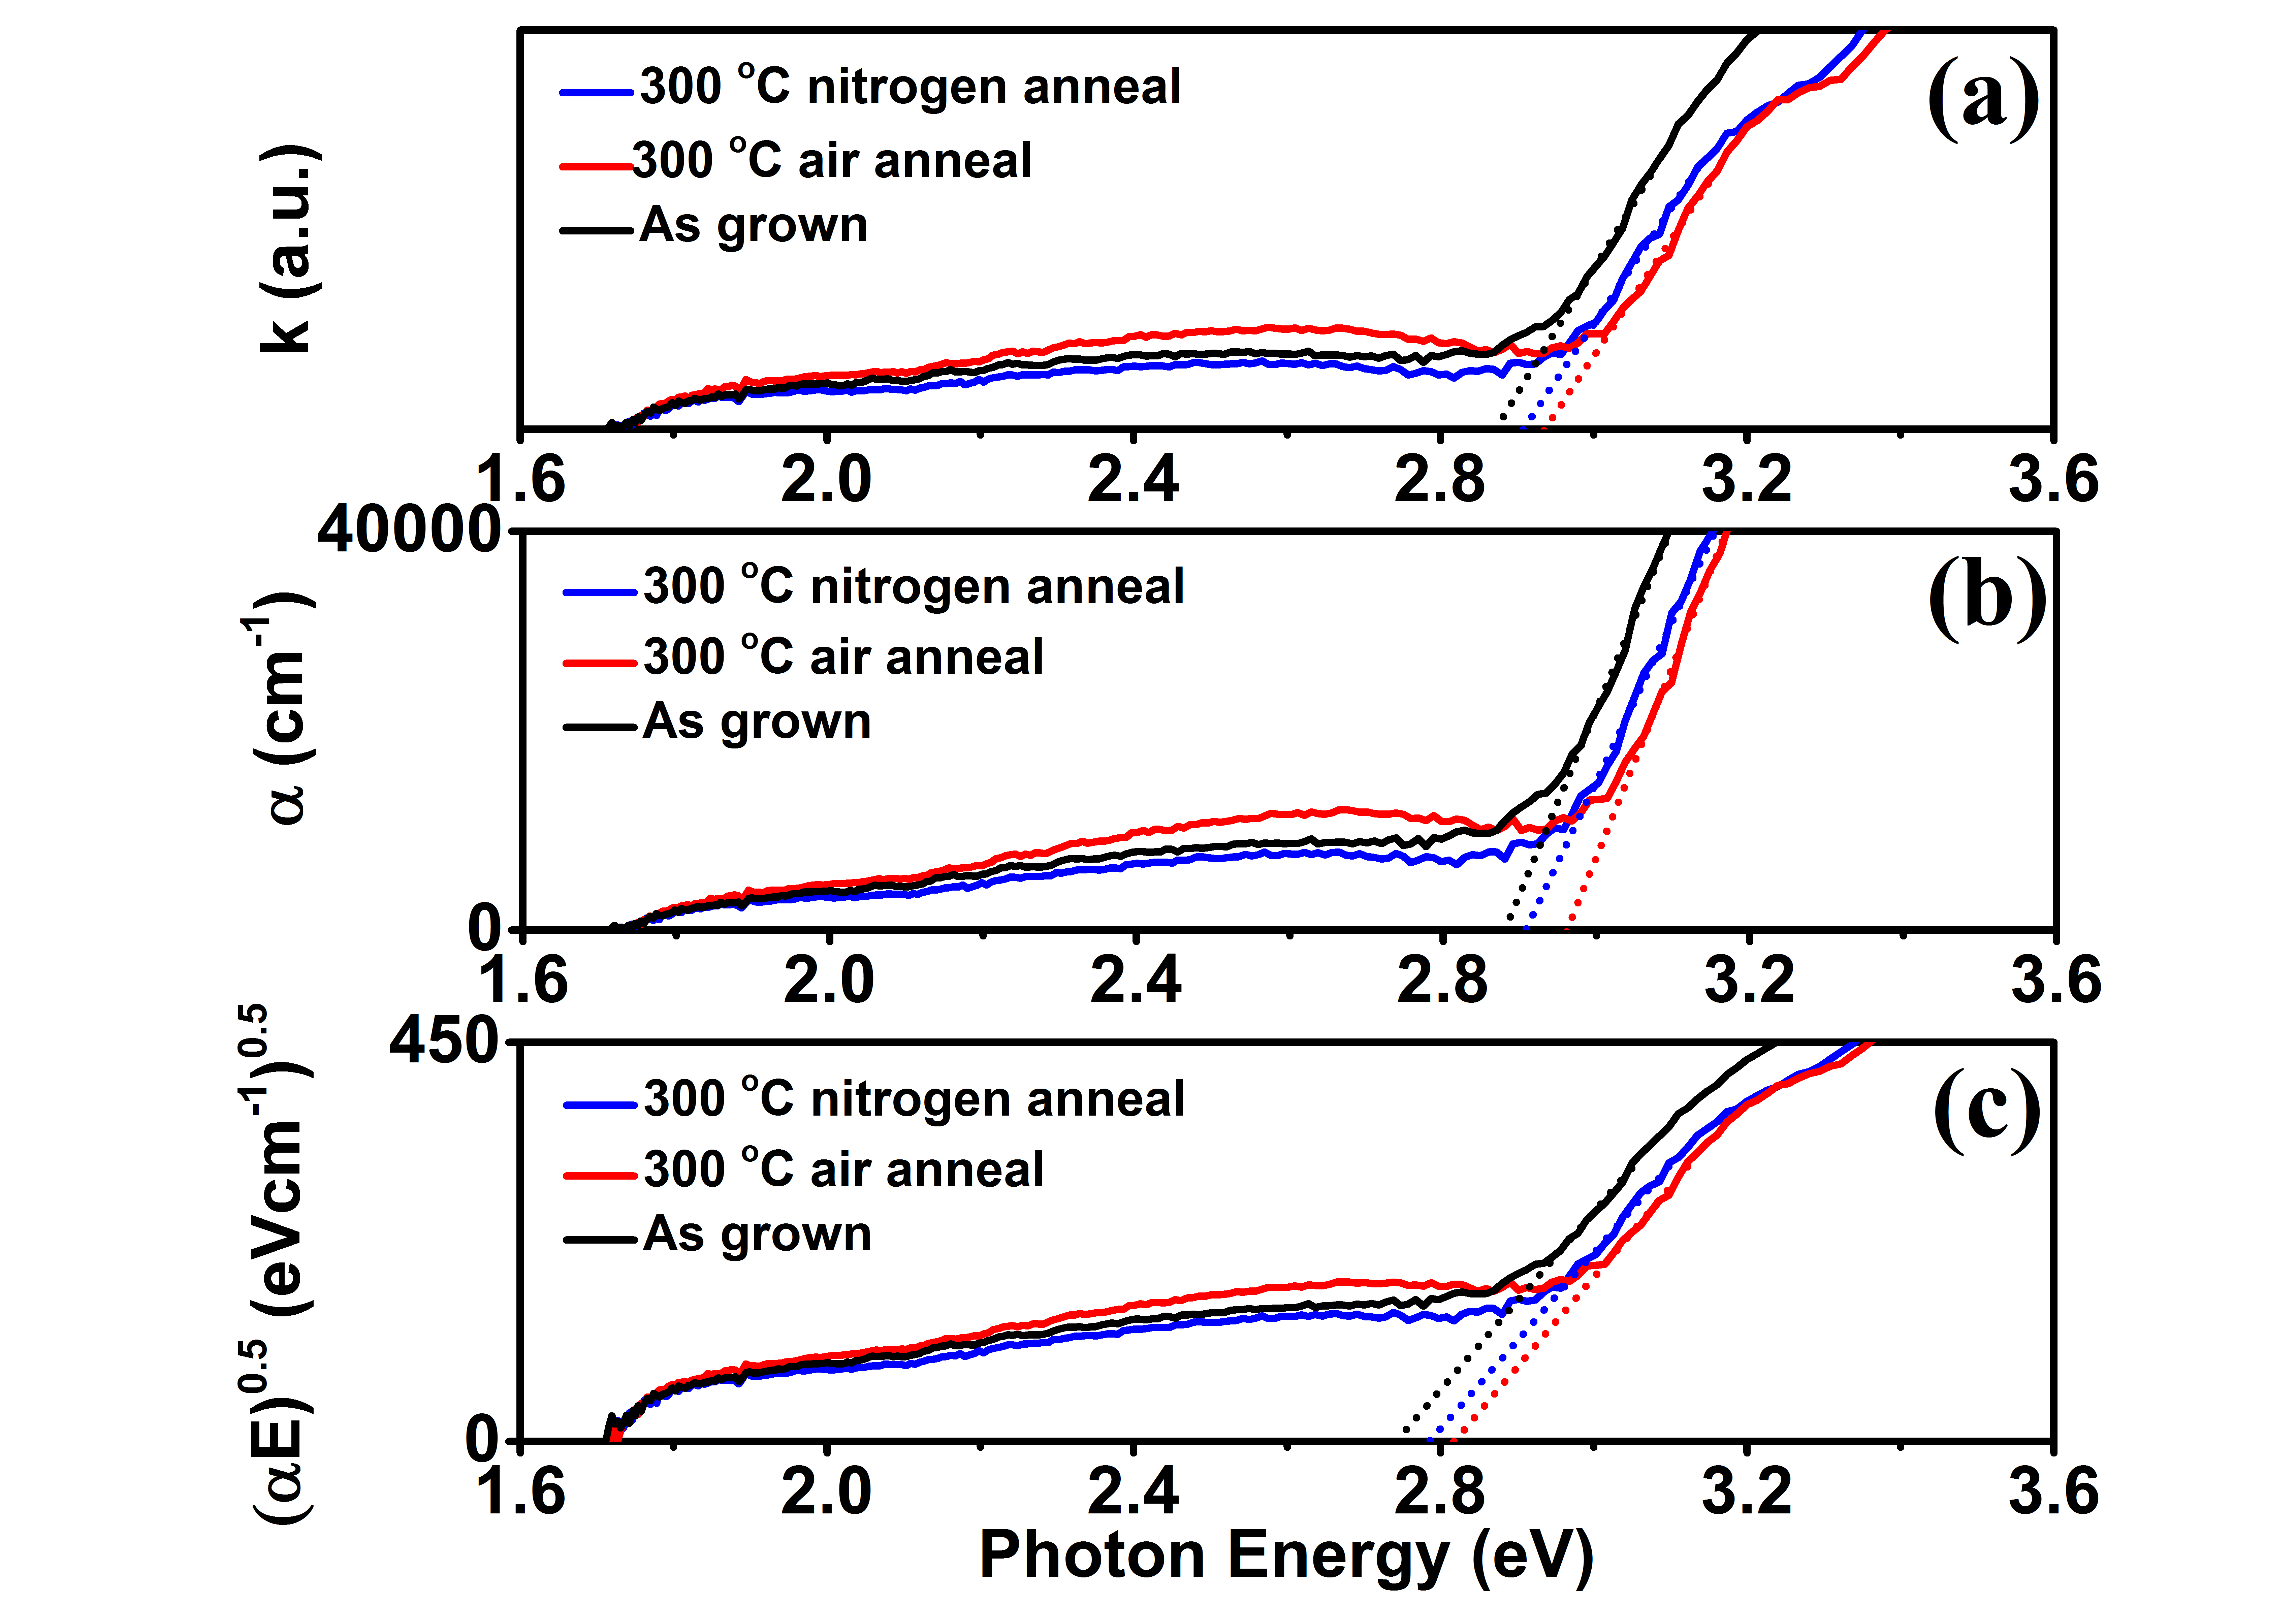 (a)
300 °C nitrogen anneal
300 °C air anneal
As grown
k (a.u.)
1.6 2.0 2.4 2.8 3.2 3.6
40000
(b)
300 °C nitrogen anneal
300 °C air anneal
As grown
α (cm⁻¹)
0
1.6 2.0 2.4 2.8 3.2 3.6
450
(c)
300 °C nitrogen anneal
300 °C air anneal
As grown
(αE)^0.5 (eVcm⁻¹)^0.5
0
1.6 2.0 2.4 2.8 3.2 3.6
Photon Energy (eV)